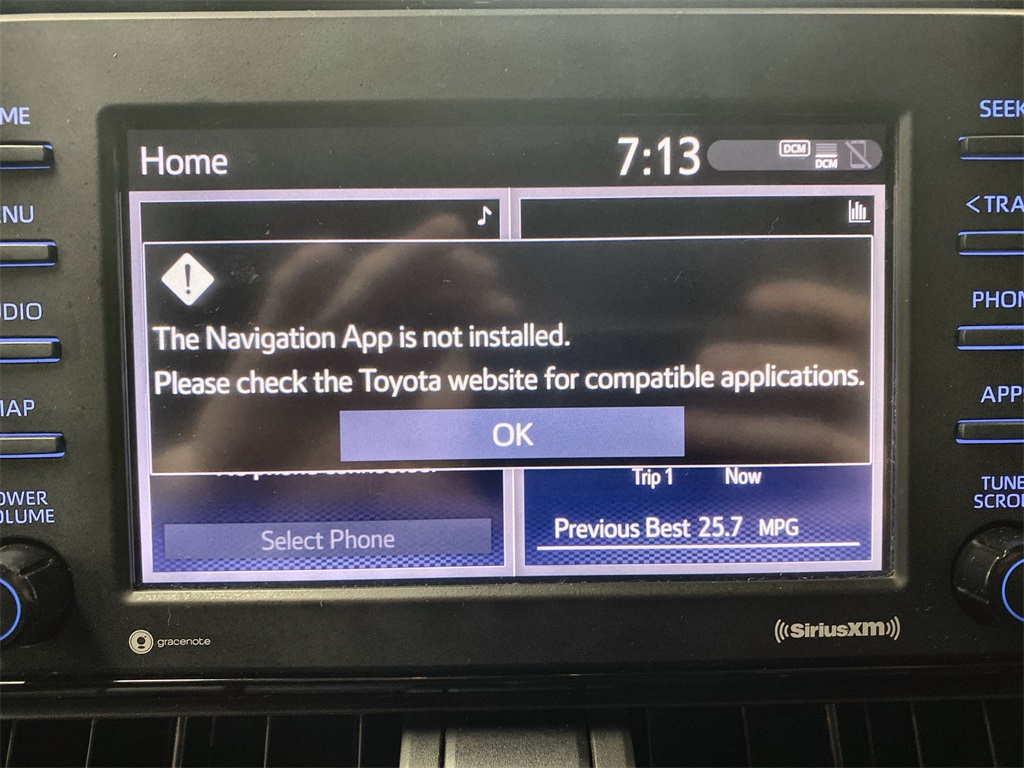 Home
7:13
DCM
DCM
The Navigation App is not installed.
Please check the Toyota website for compatible applications.
OK
Trip 1
Now
Previous Best 25.7 MPG
Select Phone
ME
ENU
UDIO
MAP
OWER
OLUME
SEEK
<TRA
PHON
APP
TUNE
SCRO
gracenote
((SiriusXM))